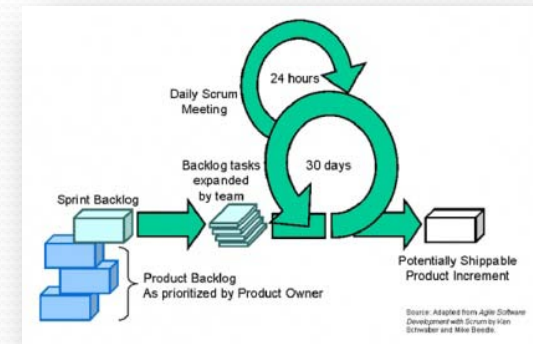 24 hours
Daily Scrum
Meeting
Backlog tasks
expanded
by team
30 days
Sprint Backlog
Product Backlog
As prioritized by Product Owner
Potentially Shippable
Product Increment
Source: Adapted from Agile Software
Development with Scrum by Ken
Schwaber and Mike Beedle.